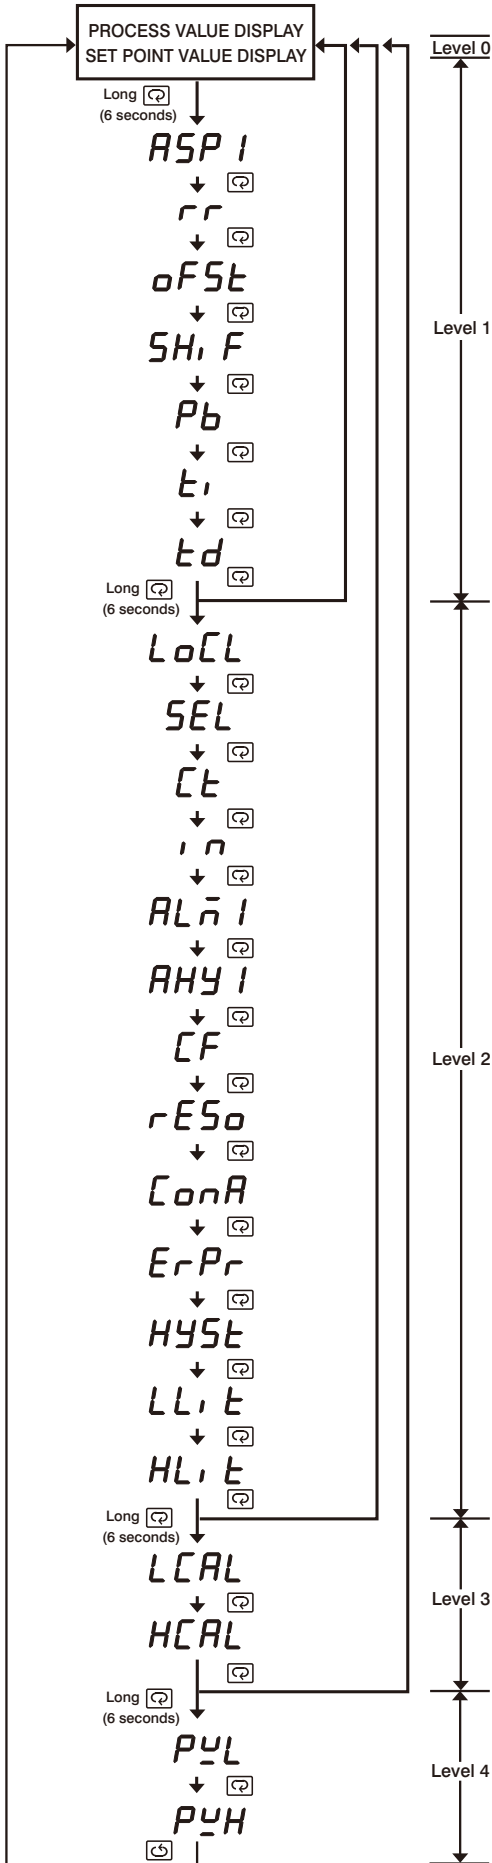 PROCESS VALUE DISPLAY
SET POINT VALUE DISPLAY
Level 0
Long
(6 seconds)
ASP1
rr
oFSt
SHiF
Level 1
Pb
ti
td
Long
(6 seconds)
LoCL
SEL
Ct
in
ALM1
AHY1
CF
Level 2
rESo
ConA
ErPr
HYSt
LLit
HLit
Long
(6 seconds)
LCAL
Level 3
HCAL
Long
(6 seconds)
PVL
Level 4
PVH